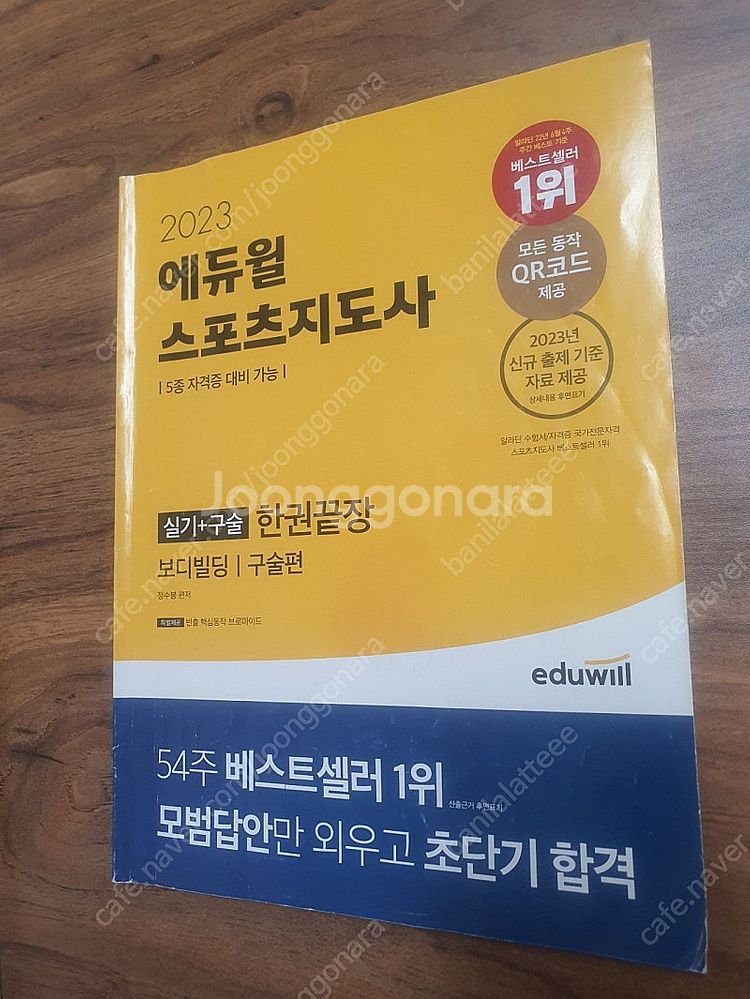 2023
에듀윌
스포츠지도사
| 5종 자격증 대비 가능 |
알라딘 22년 6월 4주
주간 베스트 기준
베스트셀러
1위
모든 동작
QR코드
제공
2023년
신규 출제 기준
자료 제공
상세내용 후면표기
알라딘 수험서/자격증 국가전문자격
스포츠지도사 베스트셀러 1위
실기+구술 한권끝장
보디빌딩 | 구술편
정수봉 편저
특별제공 빈출 핵심동작 브로마이드
eduwill
54주 베스트셀러 1위 산출근거 후면표기
모범답안만 외우고 초단기 합격
Joonggonara
cafe.naver.com/joonggonara
banilalatteee